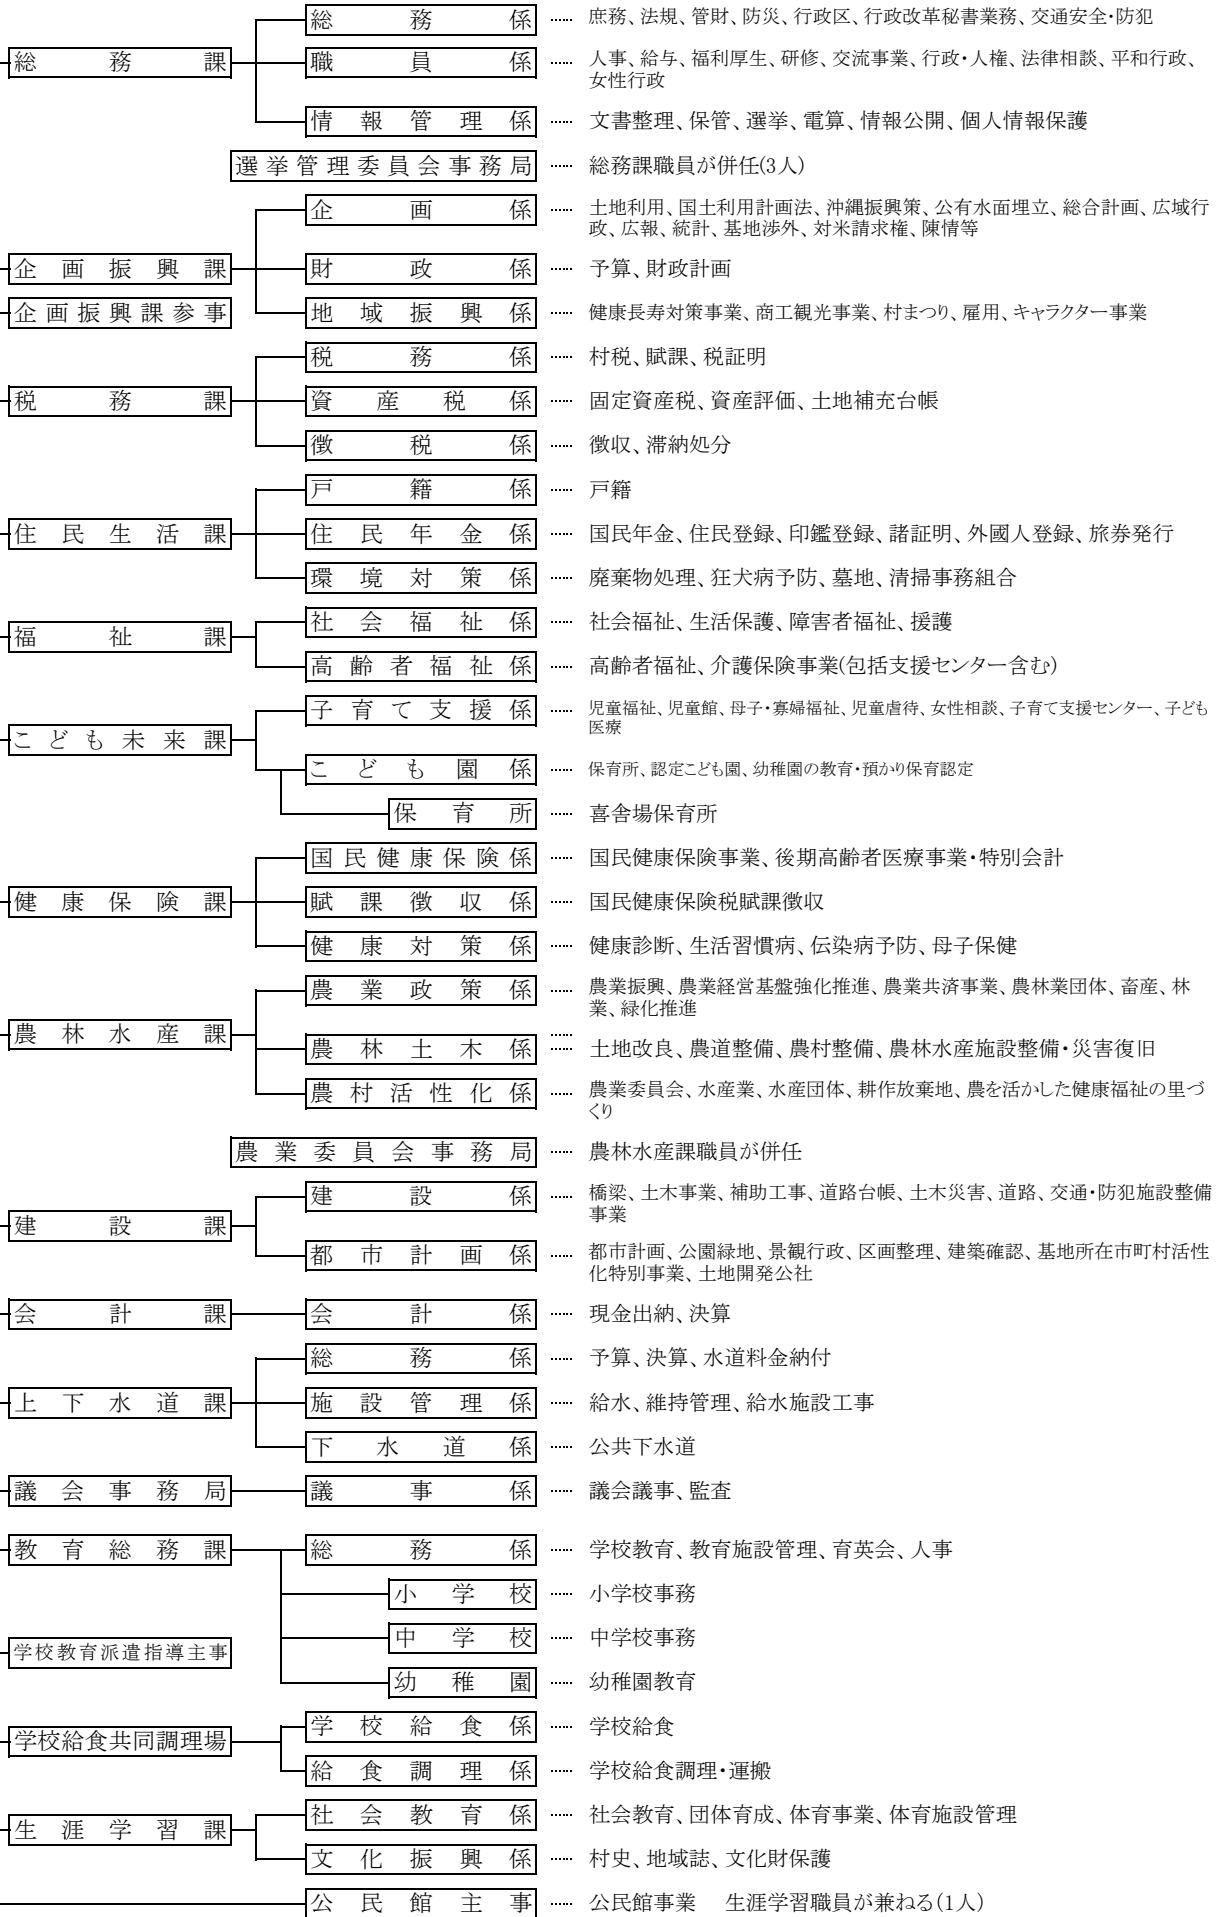 総務係 …… 庶務、法規、管財、防災、行政区、行政改革秘書業務、交通安全・防犯
総務課 職員係 …… 人事、給与、福利厚生、研修、交流事業、行政・人権、法律相談、平和行政、
女性行政
情報管理係 …… 文書整理、保管、選挙、電算、情報公開、個人情報保護
選挙管理委員会事務局 …… 総務課職員が併任(3人)
企画係 …… 土地利用、国土利用計画法、沖縄振興策、公有水面埋立、総合計画、広域行
政、広報、統計、基地渉外、対米請求権、陳情等
企画振興課 財政係 …… 予算、財政計画
企画振興課参事 地域振興係 …… 健康長寿対策事業、商工観光事業、村まつり、雇用、キャラクター事業
税務係 …… 村税、賦課、税証明
税務課 資産税係 …… 固定資産税、資産評価、土地補充台帳
徴税係 …… 徴収、滞納処分
戸籍係 …… 戸籍
住民生活課 住民年金係 …… 国民年金、住民登録、印鑑登録、諸証明、外國人登録、旅券発行
環境対策係 …… 廃棄物処理、狂犬病予防、墓地、清掃事務組合
社会福祉係 …… 社会福祉、生活保護、障害者福祉、援護
福祉課
高齢者福祉係 …… 高齢者福祉、介護保険事業(包括支援センター含む)
子育て支援係 …… 児童福祉、児童館、母子・寡婦福祉、児童虐待、女性相談、子育て支援センター、子ども
医療
こども未来課
こども園係 …… 保育所、認定こども園、幼稚園の教育・預かり保育認定
保育所 …… 喜舎場保育所
国民健康保険係 …… 国民健康保険事業、後期高齢者医療事業・特別会計
健康保険課 賦課徴収係 …… 国民健康保険税賦課徴収
健康対策係 …… 健康診断、生活習慣病、伝染病予防、母子保健
農業政策係 …… 農業振興、農業経営基盤強化推進、農業共済事業、農林業団体、畜産、林
業、緑化推進
農林水産課 ……
農林土木係 …… 土地改良、農道整備、農村整備、農林水産施設整備・災害復旧
農村活性化係 …… 農業委員会、水産業、水産団体、耕作放棄地、農を活かした健康福祉の里づ
くり
農業委員会事務局 …… 農林水産課職員が併任
建設係 …… 橋梁、土木事業、補助工事、道路台帳、土木災害、道路、交通・防犯施設整備
事業
建設課
都市計画係 …… 都市計画、公園緑地、景観行政、区画整理、建築確認、基地所在市町村活性
化特別事業、土地開発公社
会計課 会計係 …… 現金出納、決算
総務係 …… 予算、決算、水道料金納付
上下水道課 施設管理係 …… 給水、維持管理、給水施設工事
下水道係 …… 公共下水道
議会事務局 議事係 …… 議会議事、監査
教育総務課 総務係 …… 学校教育、教育施設管理、育英会、人事
小学校 …… 小学校事務
中学校 …… 中学校事務
学校教育派遣指導主事
幼稚園 …… 幼稚園教育
学校給食係 …… 学校給食
学校給食共同調理場
給食調理係 …… 学校給食調理・運搬
社会教育係 …… 社会教育、団体育成、体育事業、体育施設管理
生涯学習課
文化振興係 …… 村史、地域誌、文化財保護
公民館主事 …… 公民館事業 生涯学習職員が兼ねる(1人)